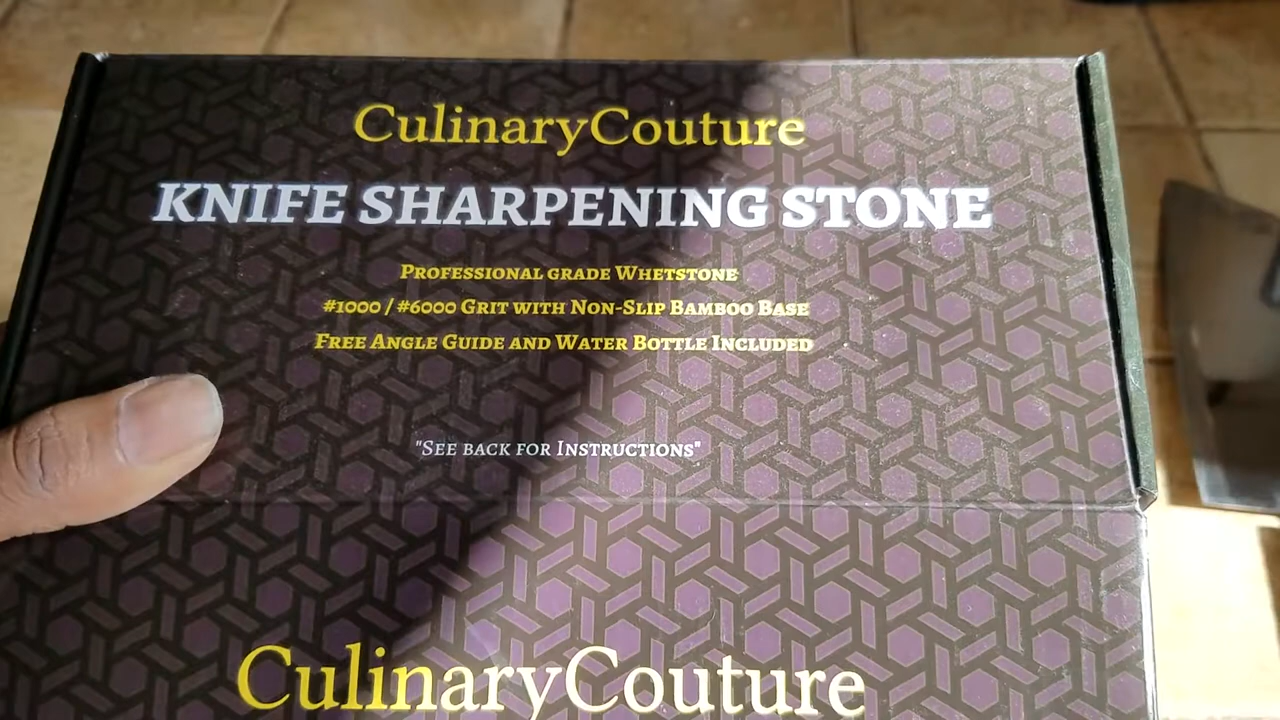 CulinaryCouture
KNIFE SHARPENING STONE
PROFESSIONAL GRADE WHETSTONE
#1000 / #6000 GRIT WITH NON-SLIP BAMBOO BASE
FREE ANGLE GUIDE AND WATER BOTTLE INCLUDED
"SEE BACK FOR INSTRUCTIONS"
CulinaryCouture